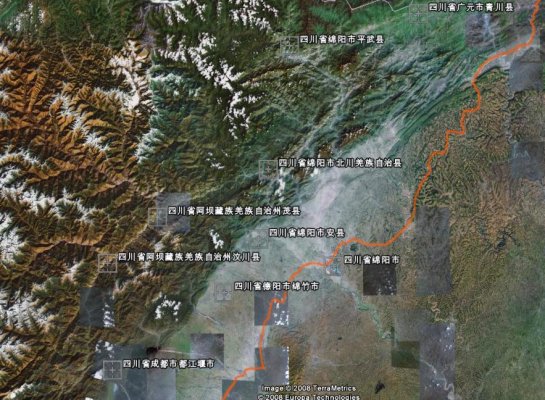 四川省广元市青川县
四川省绵阳市平武县
四川省绵阳市北川羌族自治县
四川省阿坝藏族羌族自治州茂县
四川省绵阳市安县
四川省阿坝藏族羌族自治州汶川县
四川省绵阳市
四川省德阳市绵竹市
四川省成都市都江堰市
Image © 2008 TerraMetrics
© 2008 Europa Technologies